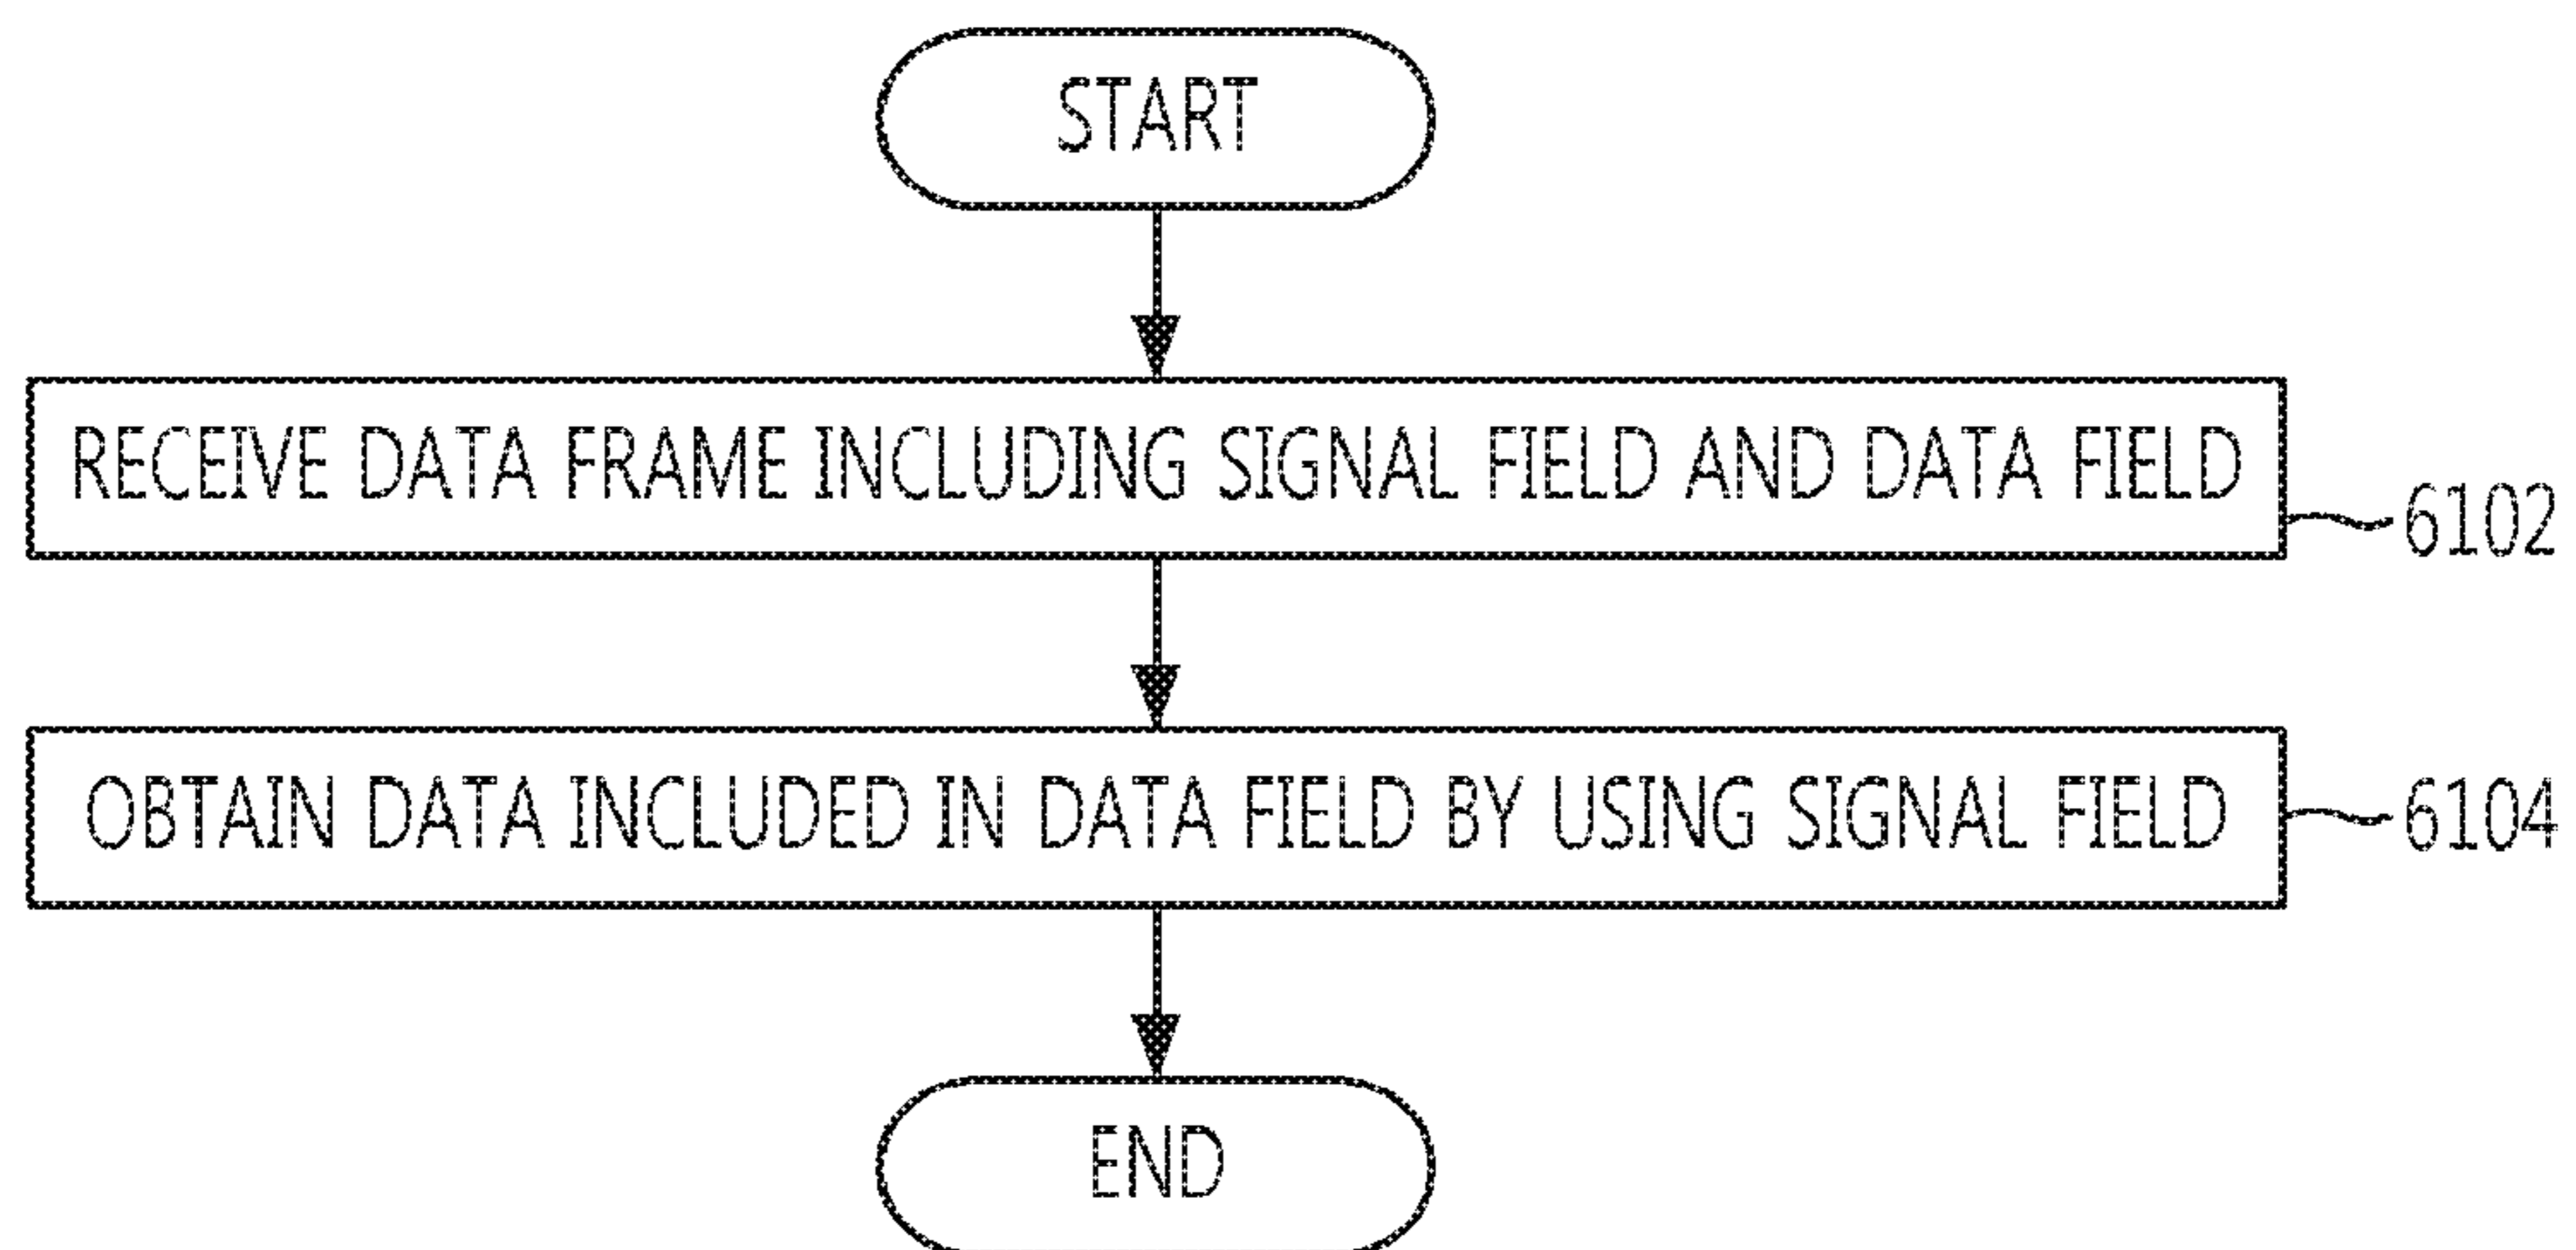 START
RECEIVE DATA FRAME INCLUDING SIGNAL FIELD AND DATA FIELD
6102
OBTAIN DATA INCLUDED IN DATA FIELD BY USING SIGNAL FIELD
6104
END